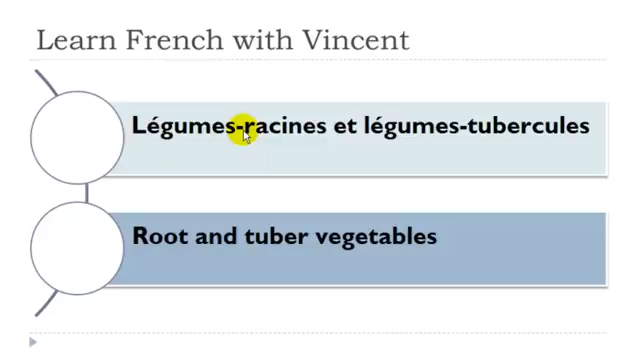 Learn French with Vincent
Légumes-racines et légumes-tubercules
Root and tuber vegetables